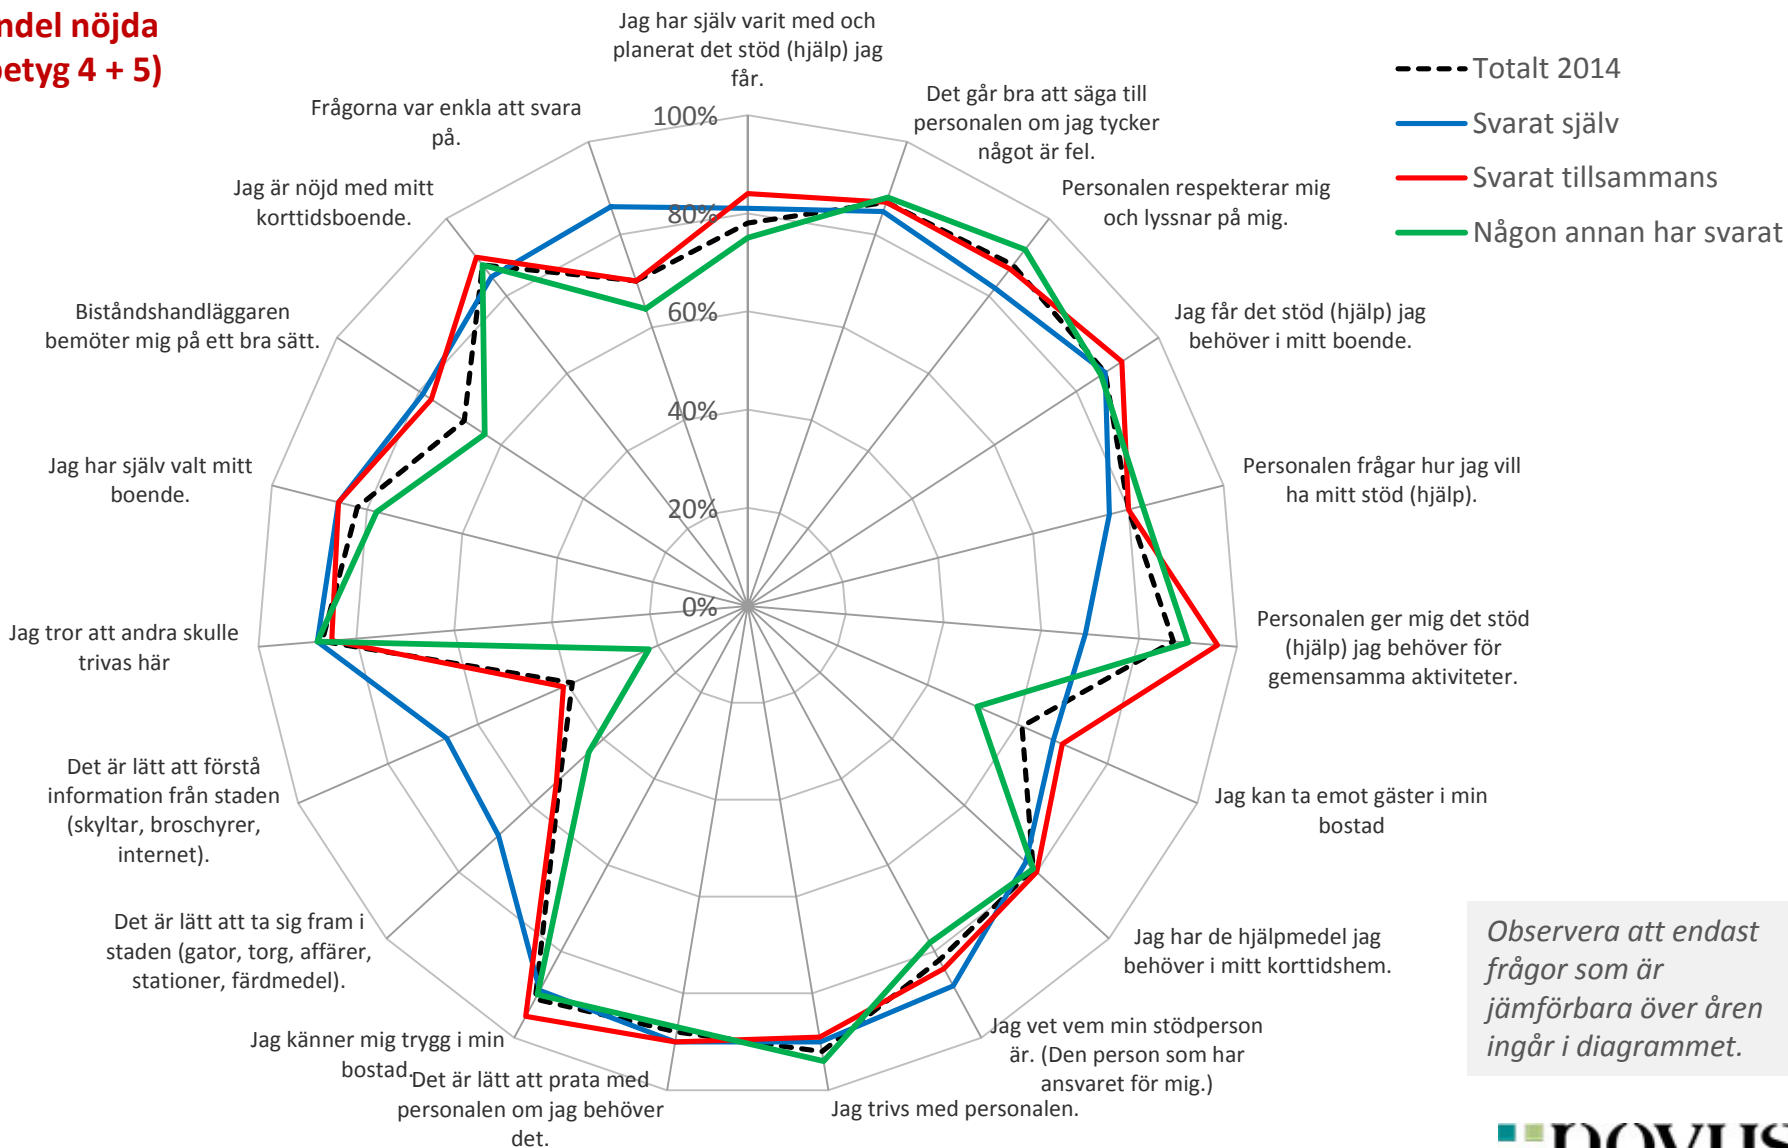 ndel nöjda
betyg 4 + 5)
Jag har själv varit med och
planerat det stöd (hjälp) jag
får.
Det går bra att säga till
personalen om jag tycker
något är fel.
Personalen respekterar mig
och lyssnar på mig.
Jag får det stöd (hjälp) jag
behöver i mitt boende.
Personalen frågar hur jag vill
ha mitt stöd (hjälp).
Personalen ger mig det stöd
(hjälp) jag behöver för
gemensamma aktiviteter.
Jag kan ta emot gäster i min
bostad
Jag har de hjälpmedel jag
behöver i mitt korttidshem.
Jag vet vem min stödperson
är. (Den person som har
ansvaret för mig.)
Jag trivs med personalen.
Det är lätt att prata med
personalen om jag behöver
det.
Jag känner mig trygg i min
bostad.
Det är lätt att ta sig fram i
staden (gator, torg, affärer,
stationer, färdmedel).
Det är lätt att förstå
information från staden
(skyltar, broschyrer,
internet).
Jag tror att andra skulle
trivas här
Jag har själv valt mitt
boende.
Biståndshandläggaren
bemöter mig på ett bra sätt.
Jag är nöjd med mitt
korttidsboende.
Frågorna var enkla att svara
på.
100%
80%
60%
40%
20%
0%
Totalt 2014
Svarat själv
Svarat tillsammans
Någon annan har svarat
Observera att endast
frågor som är
jämförbara över åren
ingår i diagrammet.
novus